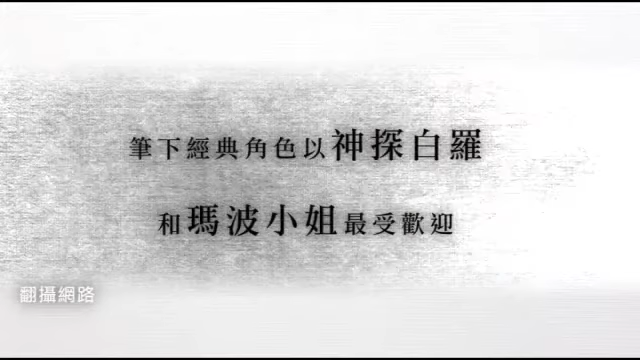 筆下經典角色以神探白羅
和瑪波小姐最受歡迎
翻攝網路